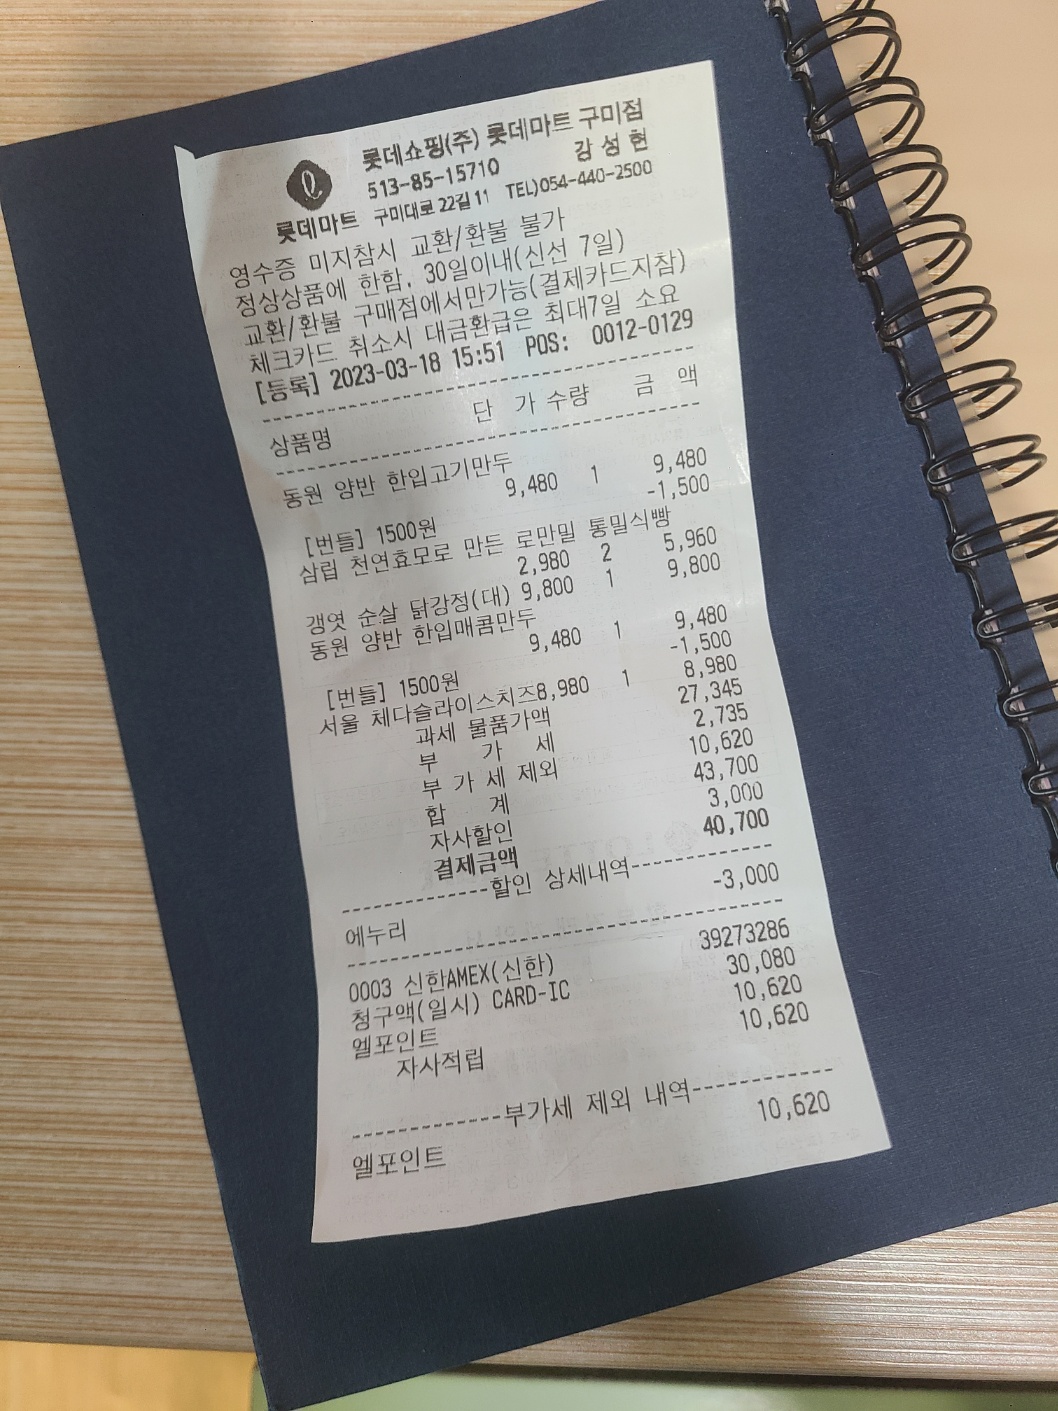 롯데쇼핑(주) 롯데마트 구미점
513-85-15710 강 성 현
롯데마트 구미대로 22길 11 TEL)054-440-2500
영수증 미지참시 교환/환불 불가
정상상품에 한함, 30일이내(신선 7일)
교환/환불 구매점에서만가능(결제카드지참)
체크카드 취소시 대금환급은 최대7일 소요
[등록] 2023-03-18 15:51 POS: 0012-0129
상품명 단 가 수량 금 액
동원 양반 한입고기만두
9,480 1 9,480
[번들] 1500원 -1,500
삼립 천연효모로 만든 로만밀 통밀식빵
2,980 2 5,960
갱엿 순살 닭강정(대) 9,800 1 9,800
동원 양반 한입매콤만두
9,480 1 9,480
[번들] 1500원 -1,500
서울 체다슬라이스치즈8,980 1 8,980
과세 물품가액 27,345
부 가 세 2,735
부 가 세 제외 10,620
합 계 43,700
자사할인 3,000
결제금액 40,700
------------할인 상세내역------------
에누리 -3,000
0003 신한AMEX(신한) 39273286
청구액(일시) CARD-IC 30,080
엘포인트 10,620
자사적립 10,620
------------부가세 제외 내역------------
엘포인트 10,620